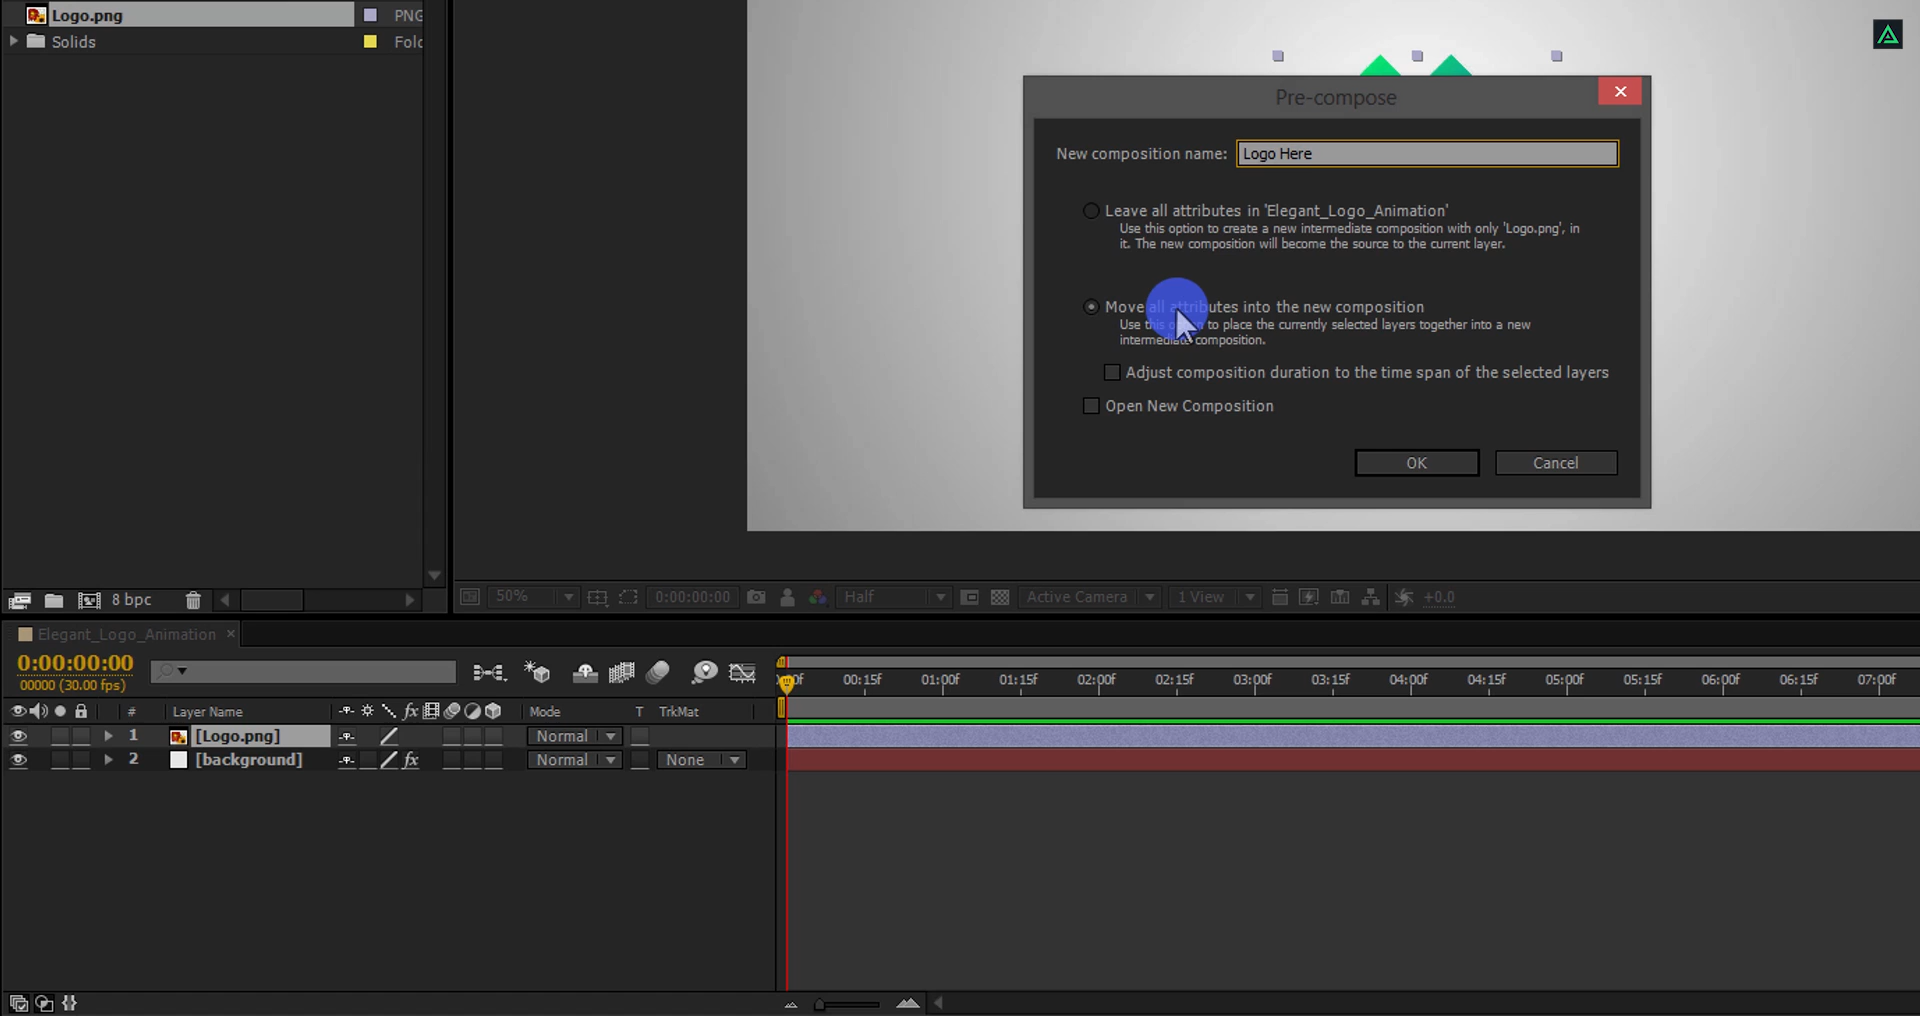 Logo.png PNG
Solids Fold
Pre-compose
New composition name: Logo Here
Leave all attributes in 'Elegant_Logo_Animation'
Use this option to create a new intermediate composition with only 'Logo.png', in
it. The new composition will become the source to the current layer.
Move all attributes into the new composition
Use this option to place the currently selected layers together into a new
intermediate composition.
Adjust composition duration to the time span of the selected layers
Open New Composition
OK Cancel
8 bpc
50% 0:00:00:00 Half Active Camera 1 View +0.0
Elegant_Logo_Animation
0:00:00:00
00000 (30.00 fps)
00:15f 01:00f 01:15f 02:00f 02:15f 03:00f 03:15f 04:00f 04:15f 05:00f 05:15f 06:00f 06:15f 07:00f
# Layer Name fx Mode T TrkMat
1 [Logo.png] Normal
2 [background] fx Normal None